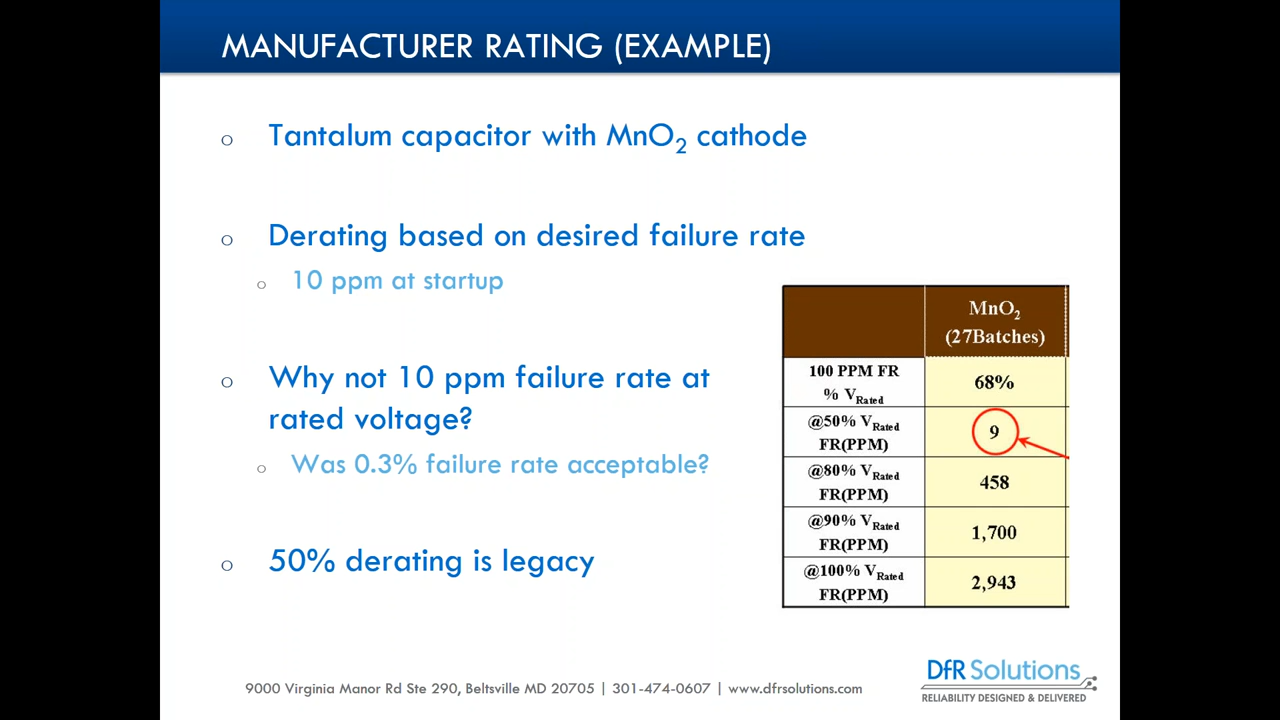 MANUFACTURER RATING (EXAMPLE)
o Tantalum capacitor with MnO2 cathode
o Derating based on desired failure rate
o 10 ppm at startup
o Why not 10 ppm failure rate at
rated voltage?
o Was 0.3% failure rate acceptable?
o 50% derating is legacy
MnO2
(27Batches)
100 PPM FR
% VRated
68%
@50% VRated
FR(PPM)
9
@80% VRated
FR(PPM)
458
@90% VRated
FR(PPM)
1,700
@100% VRated
FR(PPM)
2,943
9000 Virginia Manor Rd Ste 290, Beltsville MD 20705 | 301-474-0607 | www.dfrsolutions.com
DfR Solutions
RELIABILITY DESIGNED & DELIVERED